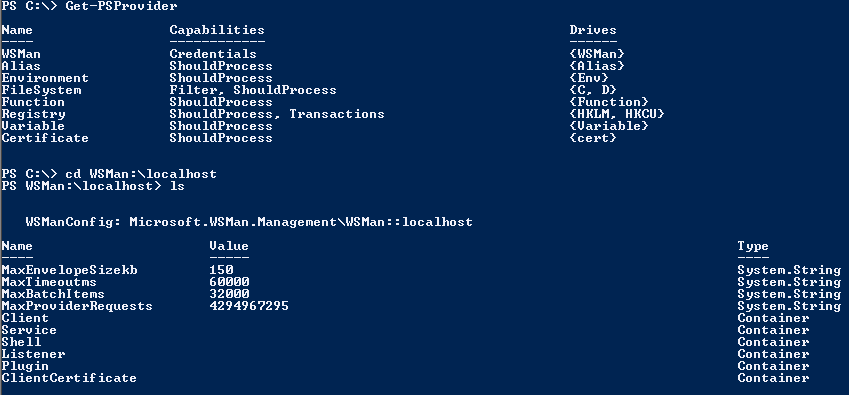 PS C:\> Get-PSProvider
Name Capabilities Drives
---- ------------ ------
WSMan Credentials {WSMan}
Alias ShouldProcess {Alias}
Environment ShouldProcess {Env}
FileSystem Filter, ShouldProcess {C, D}
Function ShouldProcess {Function}
Registry ShouldProcess, Transactions {HKLM, HKCU}
Variable ShouldProcess {Variable}
Certificate ShouldProcess {cert}
PS C:\> cd WSMan:\localhost
PS WSMan:\localhost> ls
WSManConfig: Microsoft.WSMan.Management\WSMan::localhost
Name Value Type
---- ----- ----
MaxEnvelopeSizekb 150 System.String
MaxTimeoutms 60000 System.String
MaxBatchItems 32000 System.String
MaxProviderRequests 4294967295 System.String
Client Container
Service Container
Shell Container
Listener Container
Plugin Container
ClientCertificate Container